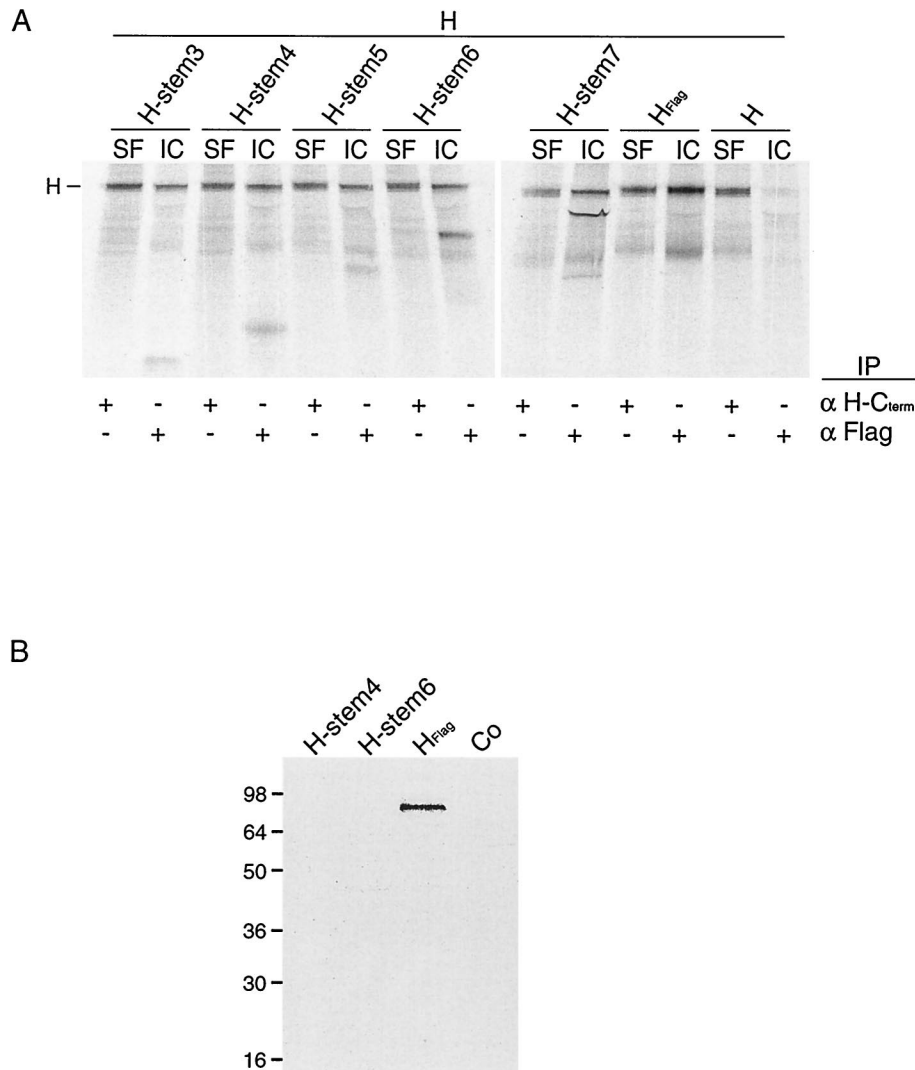 A
H
H-stem3 H-stem4 H-stem5 H-stem6 H-stem7 HFlag H
SF IC SF IC SF IC SF IC SF IC SF IC SF IC
H –
IP
+ - + - + - + - + - + - + - α H-Cterm
- + - + - + - + - + - + - + α Flag
B
H-stem4 H-stem6 HFlag Co
98
64
50
36
30
16